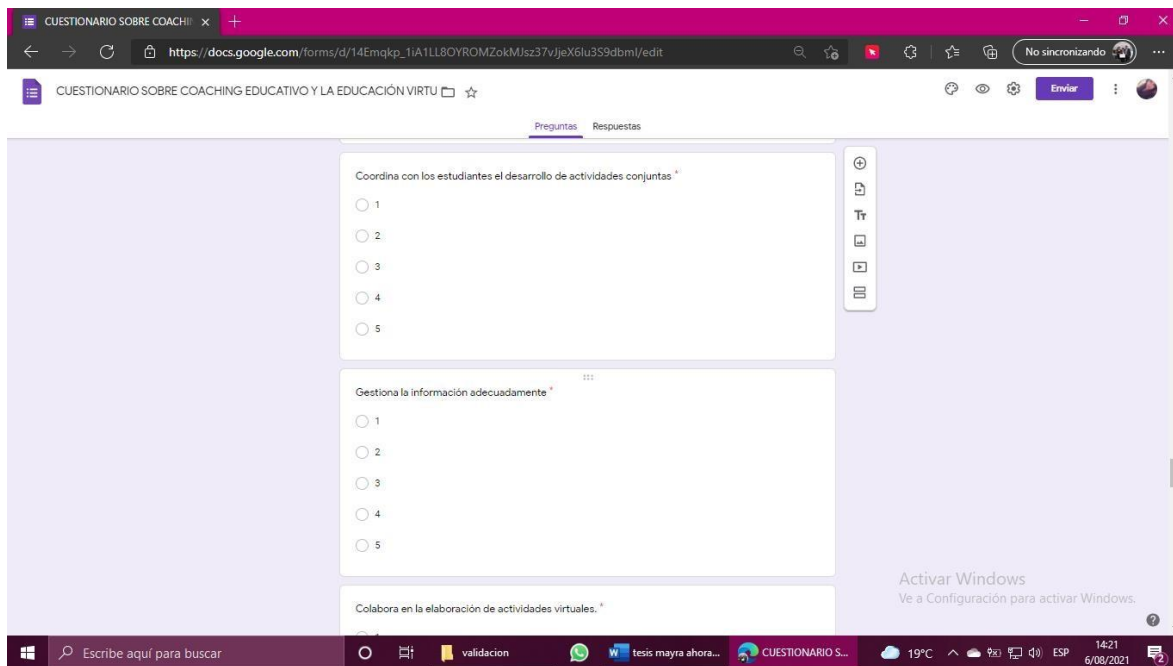 CUESTIONARIO SOBRE COACHIN
https://docs.google.com/forms/d/14Emqkp_1iA1LL8OYROMZokMJsz37vJjeX6lu3S9dbmI/edit
No sincronizando
CUESTIONARIO SOBRE COACHING EDUCATIVO Y LA EDUCACIÓN VIRTU
Enviar
Preguntas Respuestas
Coordina con los estudiantes el desarrollo de actividades conjuntas *
1
2
3
4
5
Gestiona la información adecuadamente *
1
2
3
4
5
Colabora en la elaboración de actividades virtuales. *
Activar Windows
Ve a Configuración para activar Windows.
Escribe aquí para buscar
validacion
tesis mayra ahora...
CUESTIONARIO S...
19°C
ESP
14:21
6/08/2021